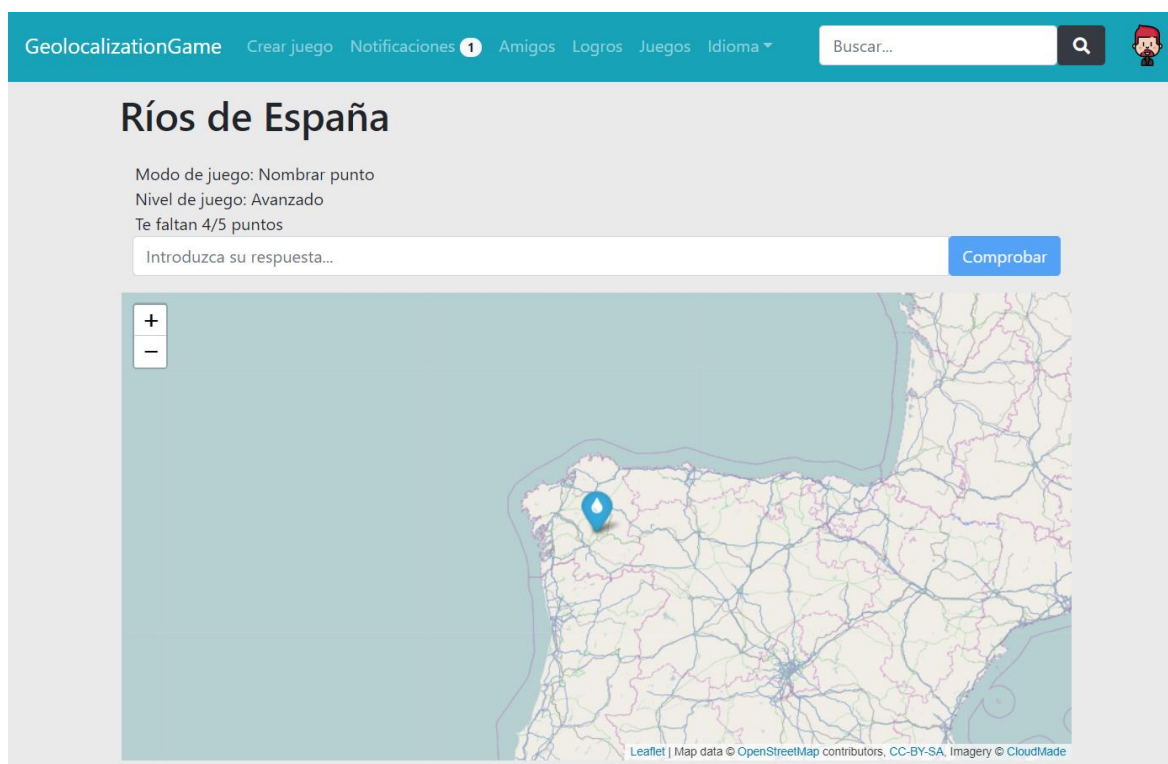 GeolocalizationGame Crear juego Notificaciones 1 Amigos Logros Juegos Idioma Buscar...
Ríos de España
Modo de juego: Nombrar punto
Nivel de juego: Avanzado
Te faltan 4/5 puntos
Introduzca su respuesta... Comprobar
+
−
Leaflet | Map data © OpenStreetMap contributors, CC-BY-SA, Imagery © CloudMade